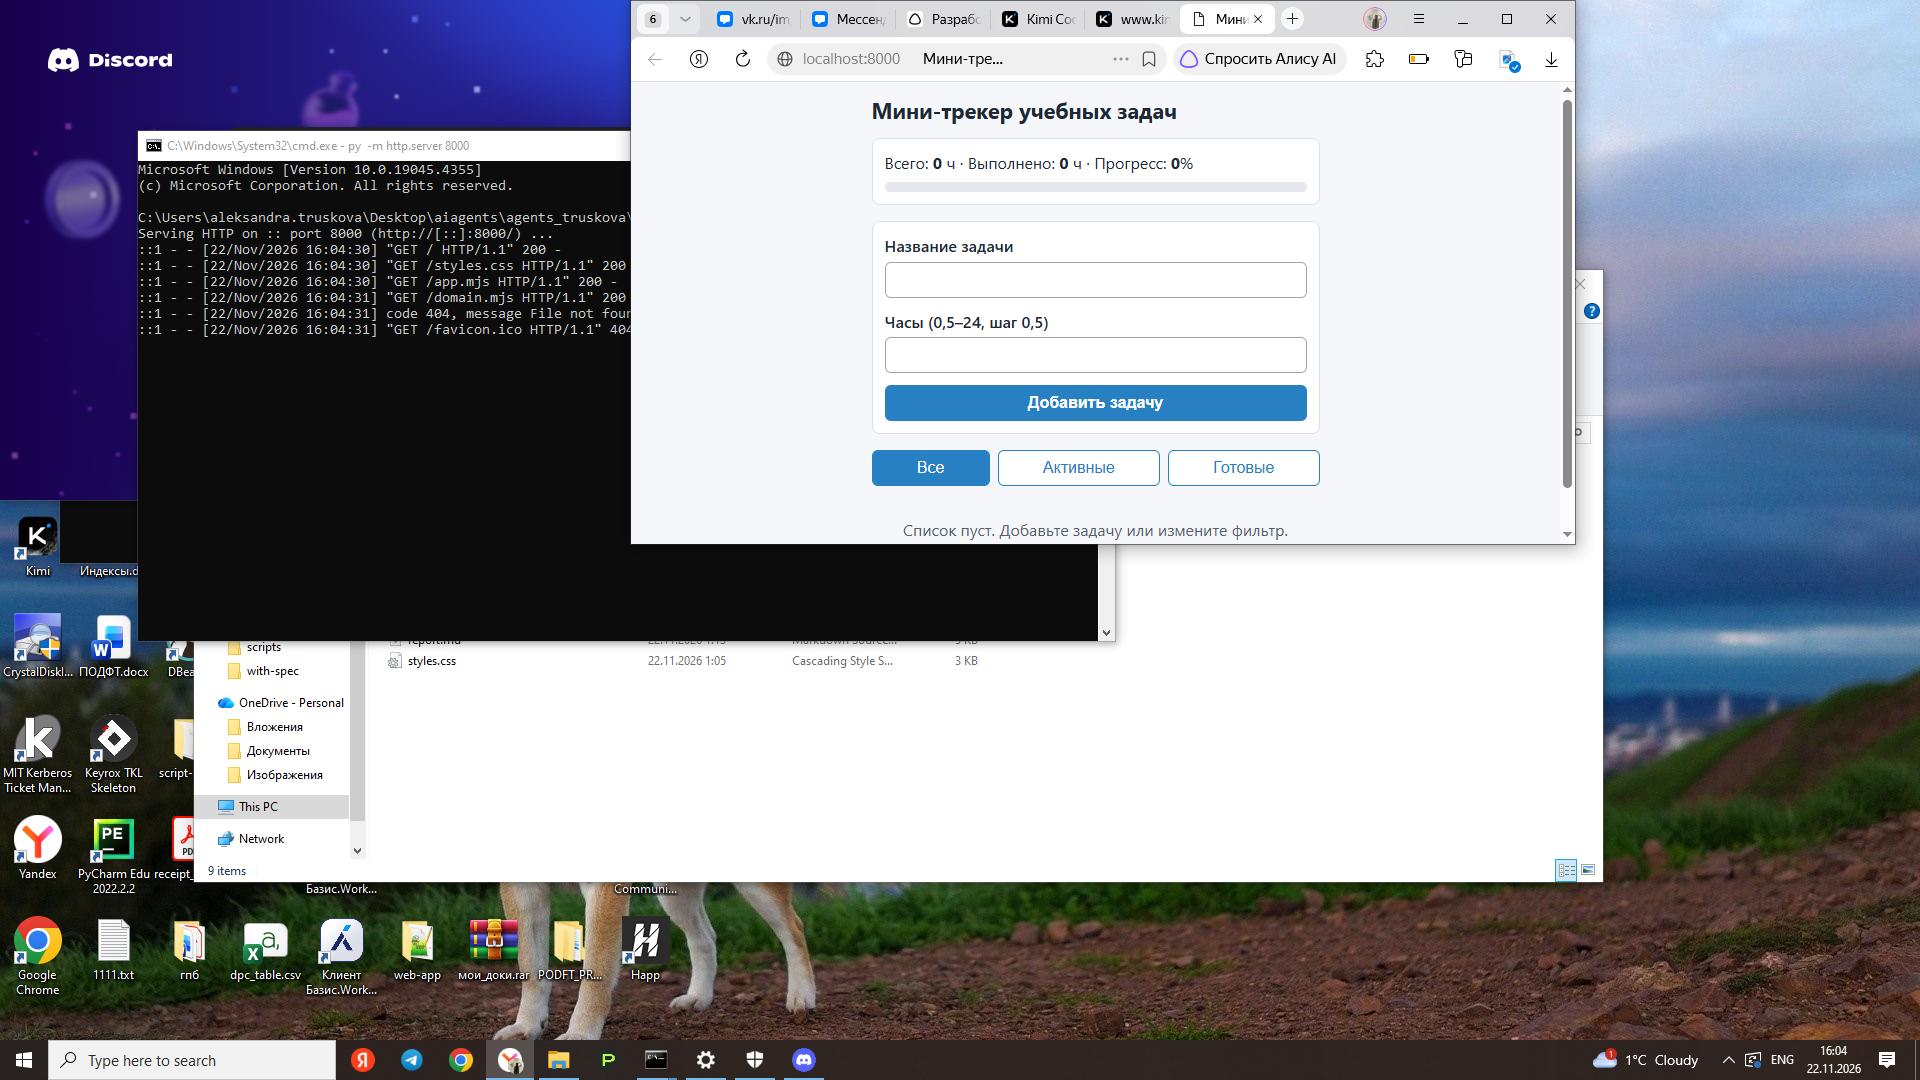 Discord
6
vk.ru/im
Мессен
Разраб
Kimi Co
www.kin
Мини
localhost:8000
Мини-тре...
Спросить Алису AI
Мини-трекер учебных задач
Всего: 0 ч · Выполнено: 0 ч · Прогресс: 0%
Название задачи
Часы (0,5–24, шаг 0,5)
Добавить задачу
Все
Активные
Готовые
Список пуст. Добавьте задачу или измените фильтр.
C:\Windows\System32\cmd.exe - py -m http.server 8000
Microsoft Windows [Version 10.0.19045.4355]
(c) Microsoft Corporation. All rights reserved.
C:\Users\aleksandra.truskova\Desktop\aiagents\agents_truskova\
Serving HTTP on :: port 8000 (http://[::]:8000/) ...
::1 - - [22/Nov/2026 16:04:30] "GET / HTTP/1.1" 200 -
::1 - - [22/Nov/2026 16:04:30] "GET /styles.css HTTP/1.1" 200
::1 - - [22/Nov/2026 16:04:30] "GET /app.mjs HTTP/1.1" 200 -
::1 - - [22/Nov/2026 16:04:31] "GET /domain.mjs HTTP/1.1" 200
::1 - - [22/Nov/2026 16:04:31] code 404, message File not foun
::1 - - [22/Nov/2026 16:04:31] "GET /favicon.ico HTTP/1.1" 404
scripts
with-spec
OneDrive - Personal
Вложения
Документы
Изображения
This PC
Network
9 items
styles.css
22.11.2026 1:05
Cascading Style S...
3 KB
Kimi
Индексы.d
CrystalDiskI...
ПОДФТ.docx
DBea
MIT Kerberos
Ticket Man...
Keyrox TKL
Skeleton
script-
Yandex
PyCharm Edu
2022.2.2
receipt_
Базис.Work...
Communi...
Google
Chrome
1111.txt
гпб
dpc_table.csv
Клиент
Базис.Work...
web-app
мои_доки.rar
PODFT_PR...
Happ
Type here to search
1°C Cloudy
ENG
16:04
22.11.2026